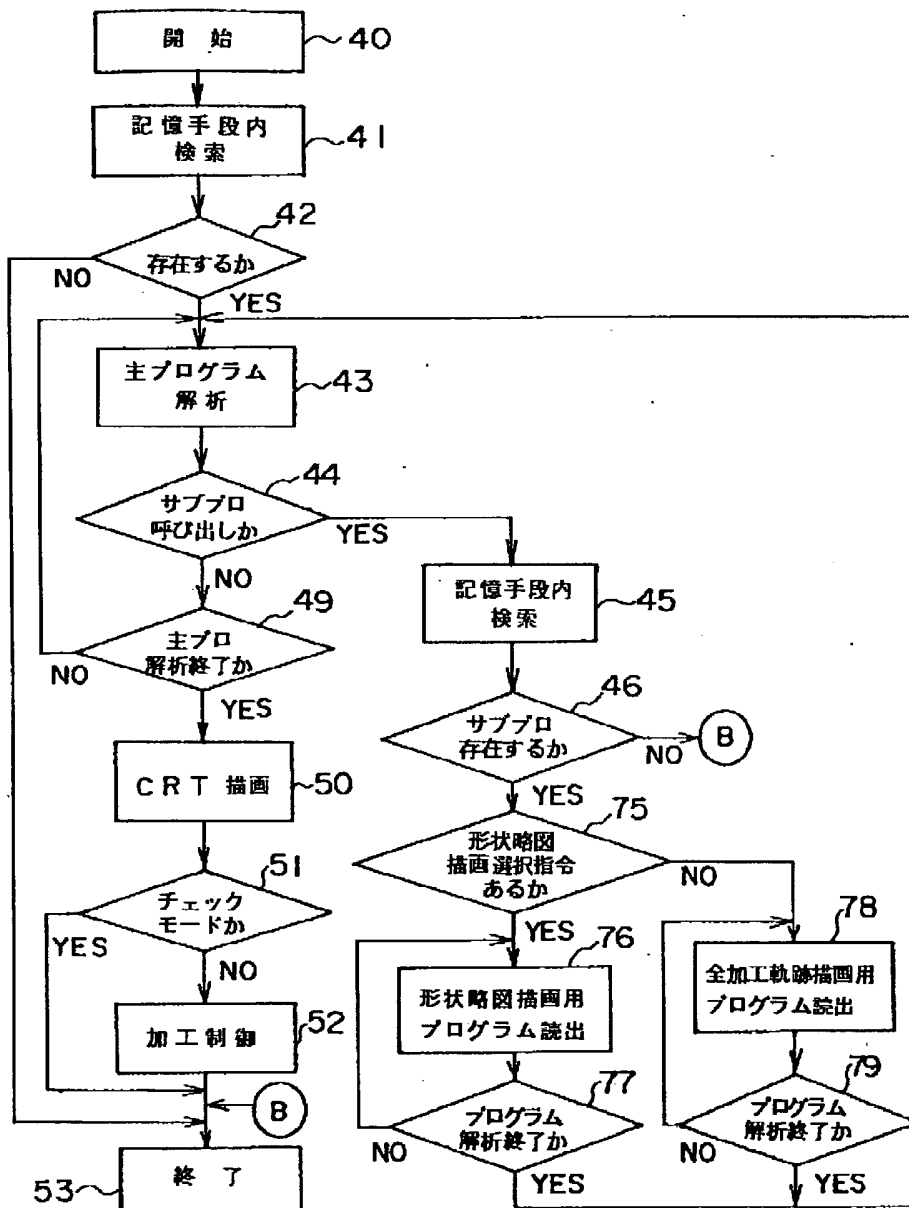 開 始
40
記憶手段内
検索
41
42
存在するか
NO
YES
主プログラム
解析
43
44
サブプロ
呼び出しか
YES
NO
記憶手段内
検索
45
49
主プロ
解析終了か
NO
YES
46
サブプロ
存在するか
NO
B
YES
CRT 描画
50
75
形状略図
描画選択指令
あるか
NO
YES
51
チェック
モードか
YES
NO
76
形状略図描画用
プログラム読出
78
全加工軌跡描画用
プログラム読出
加工制御
52
B
77
プログラム
解析終了か
NO
YES
79
プログラム
解析終了か
NO
YES
終 了
53